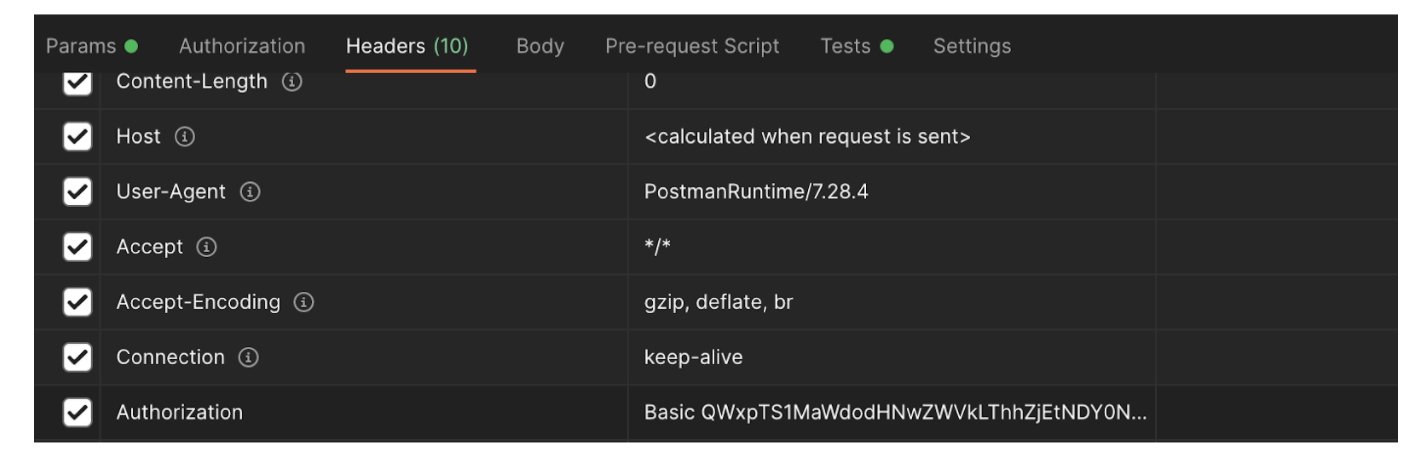 Params Authorization Headers (10) Body Pre-request Script Tests Settings
Content-Length 0
Host <calculated when request is sent>
User-Agent PostmanRuntime/7.28.4
Accept */*
Accept-Encoding gzip, deflate, br
Connection keep-alive
Authorization Basic QWxpTS1MaWdodHNwZWVkLThhZjEtNDY0N...